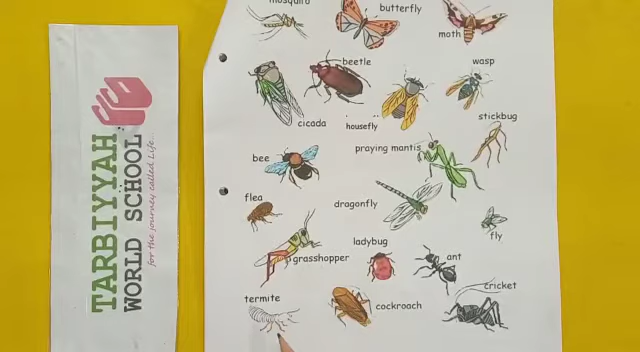 TARBIYYAH
WORLD SCHOOL
for the journey called Life...
mosquito
butterfly
moth
beetle
wasp
cicada
housefly
stickbug
bee
praying mantis
flea
dragonfly
fly
grasshopper
ladybug
ant
termite
cockroach
cricket